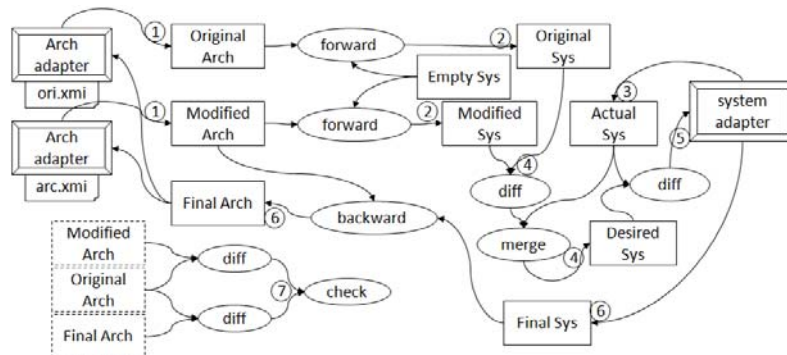 Arch
adapter
ori.xmi
1
Original
Arch
forward
2
Original
Sys
Empty Sys
Arch
adapter
arc.xmi
1
Modified
Arch
forward
2
Modified
Sys
Actual
Sys
3
system
adapter
5
4
diff
diff
Final Arch
6
backward
merge
4
Desired
Sys
Modified
Arch
Original
Arch
Final Arch
diff
diff
7
check
Final Sys
6